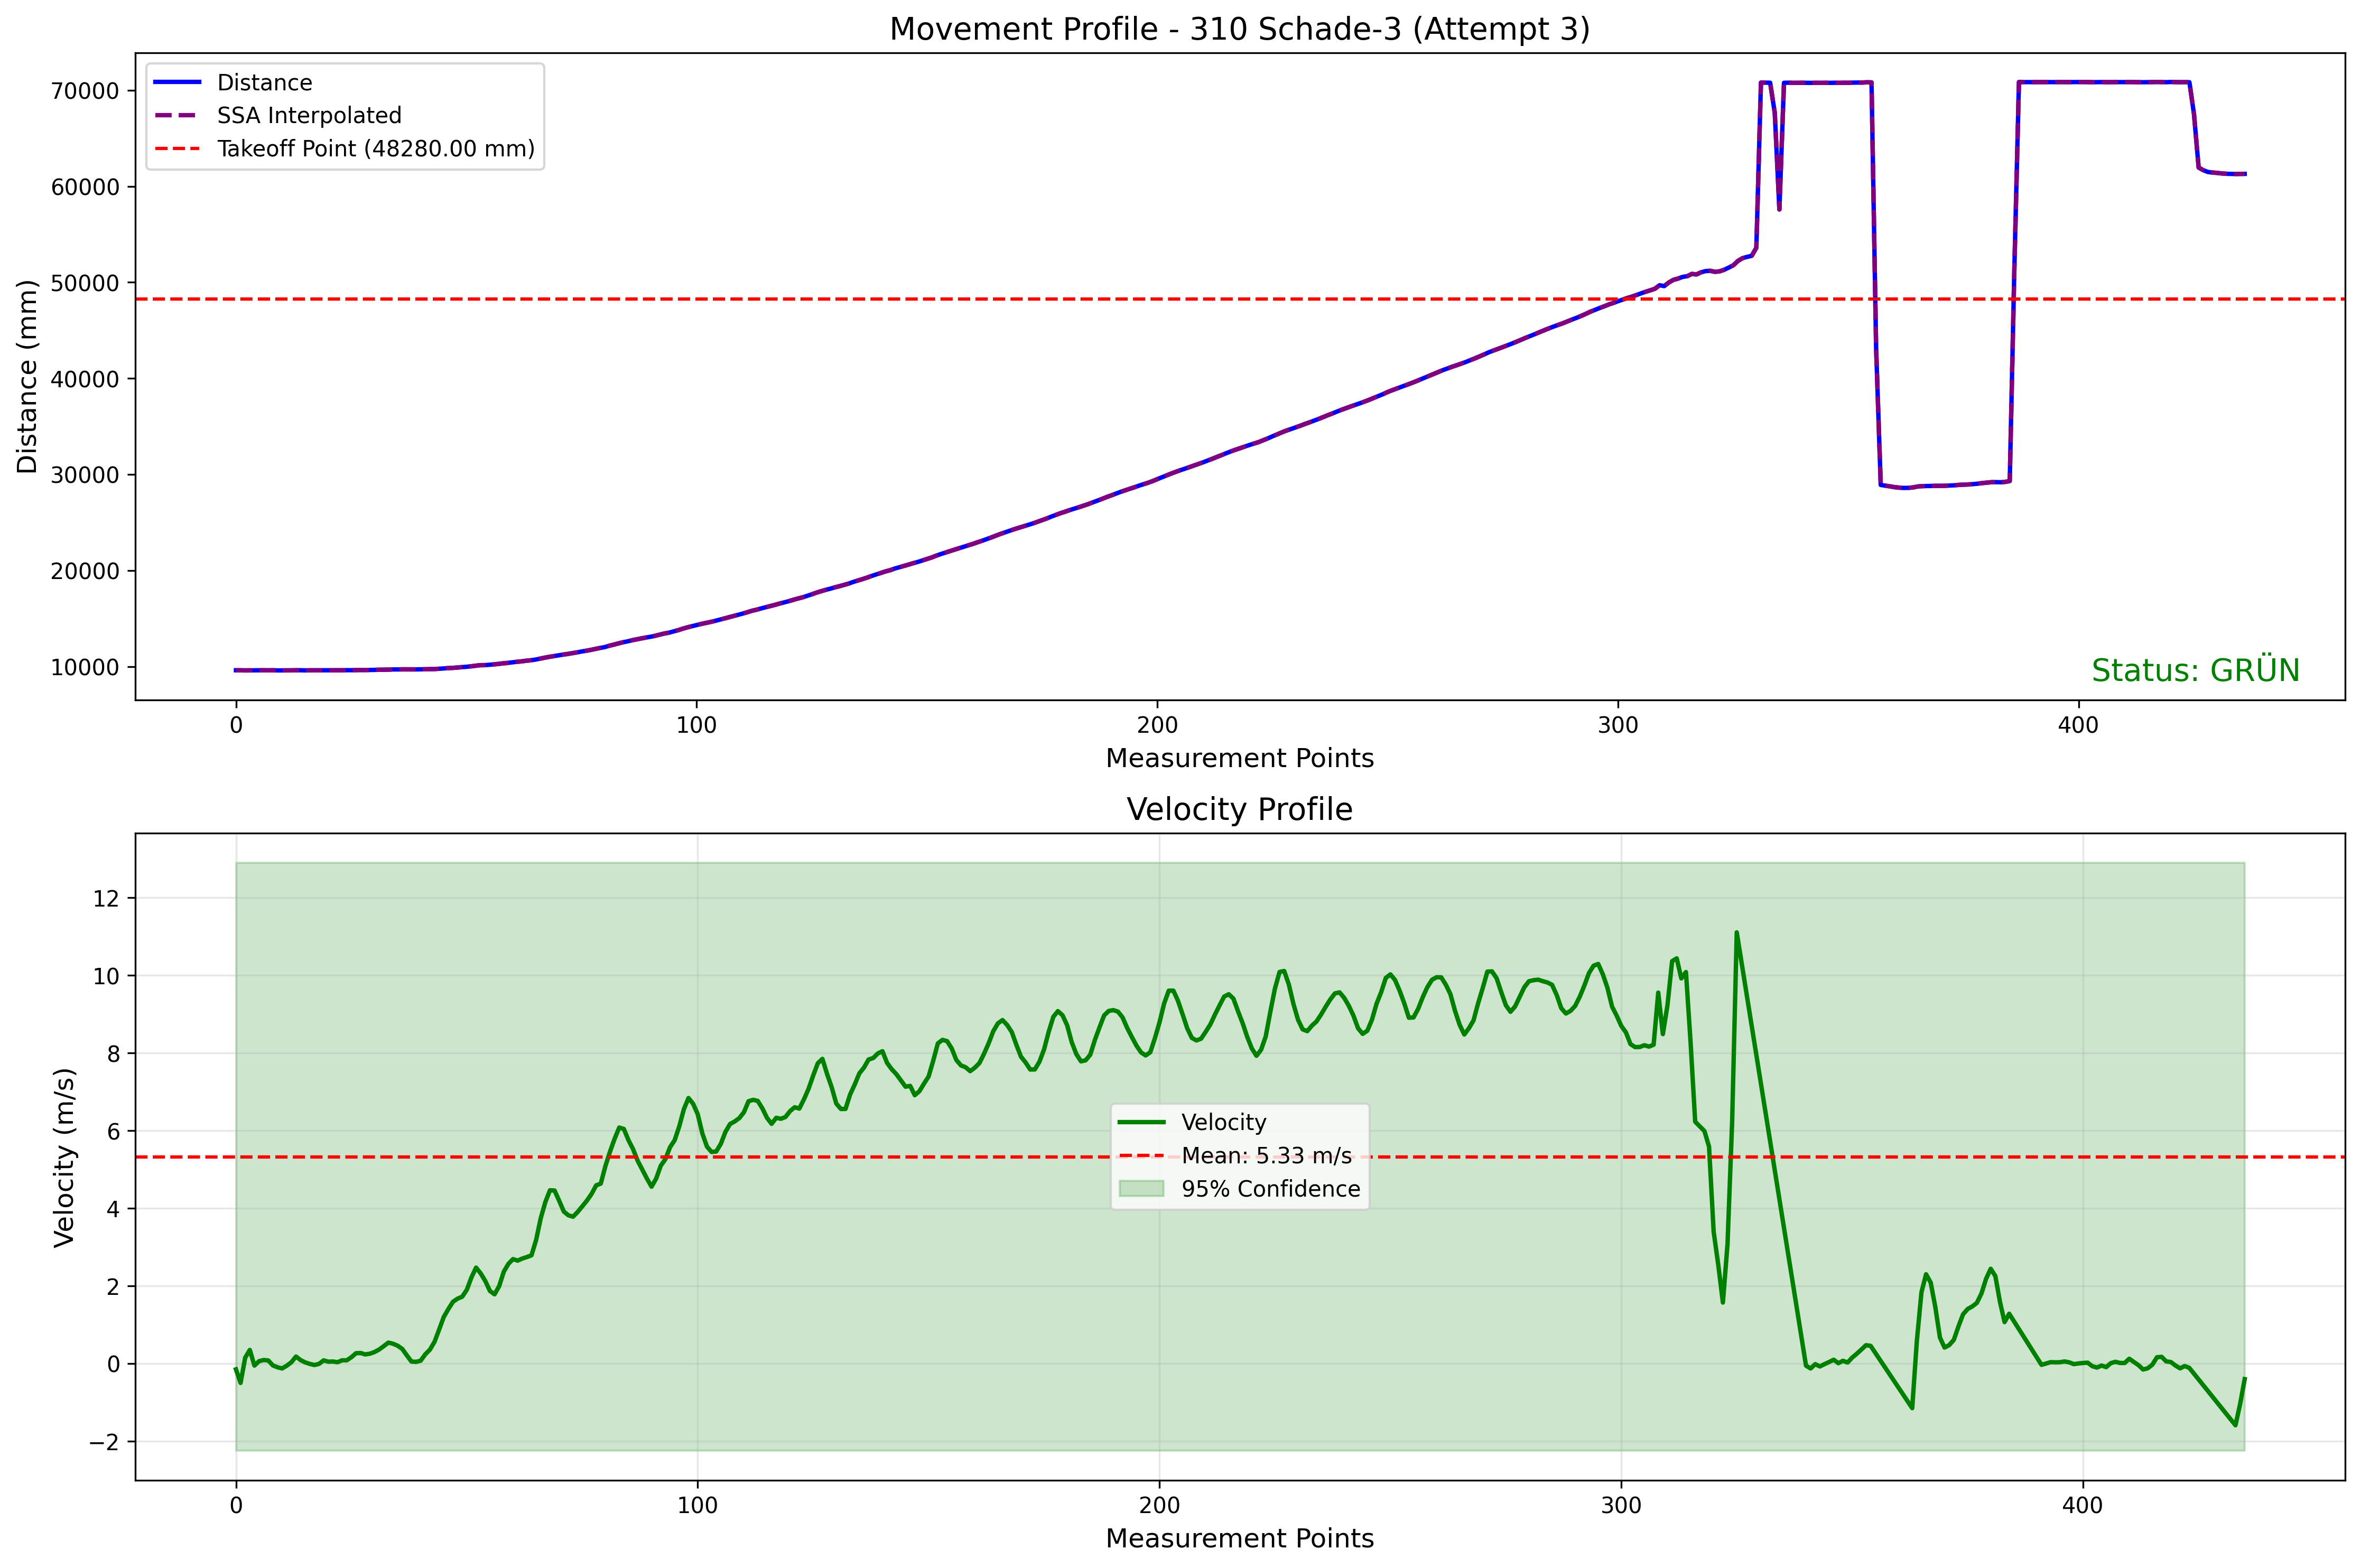 Movement Profile - 310 Schade-3 (Attempt 3)
Distance
SSA Interpolated
Takeoff Point (48280.00 mm)
Distance (mm)
70000
60000
50000
40000
30000
20000
10000
Status: GRÜN
0 100 200 300 400
Measurement Points
Velocity Profile
Velocity (m/s)
12
10
8
6
4
2
0
−2
Velocity
Mean: 5.33 m/s
95% Confidence
0 100 200 300 400
Measurement Points